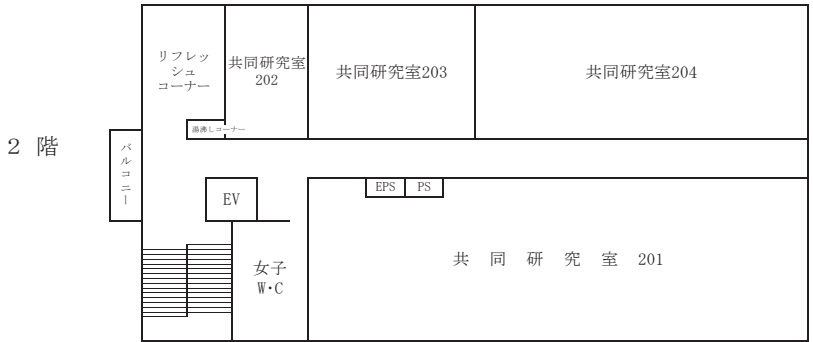 リフレッ
シュ
コーナー
共同研究室
202
共同研究室203
共同研究室204
湯沸しコーナー
2 階
バルコニー
EV
EPS
PS
共 同 研 究 室 201
女子
W・C